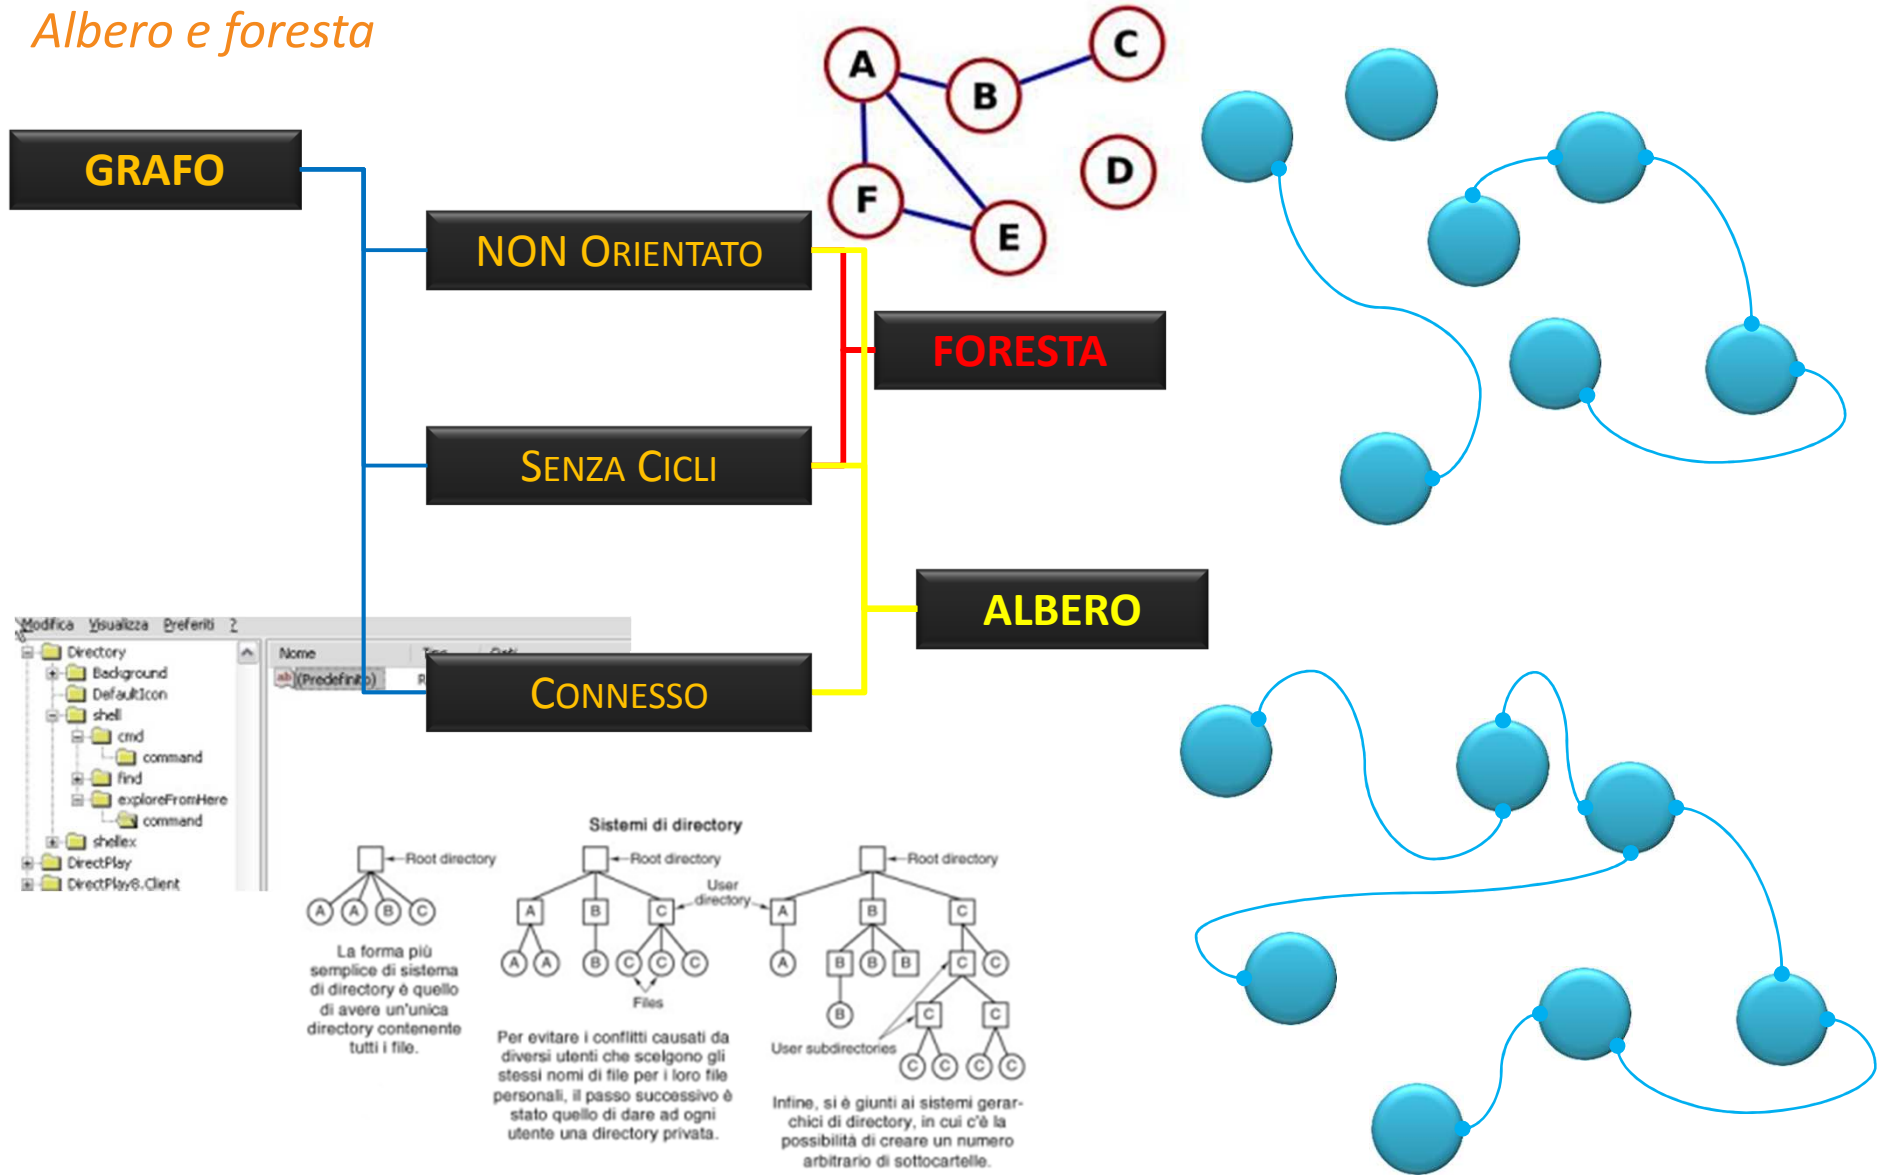 Albero e foresta
GRAFO
NON ORIENTATO
SENZA CICLI
CONNESSO
FORESTA
ALBERO
A
B
C
D
F
E
Modifica Visualizza Preferiti ?
Directory
Background
DefaultIcon
shell
cmd
command
find
exploreFromHere
command
shellex
DirectPlay
DirectPlay8.Client
Nome
ab (Predefinito)
R
Sistemi di directory
Root directory
A A B C
La forma più
semplice di sistema
di directory è quello
di avere un'unica
directory contenente
tutti i file.
Root directory
User
directory
A B C
A A B C C C
Files
Per evitare i conflitti causati da
diversi utenti che scelgono gli
stessi nomi di file per i loro file
personali, il passo successivo è
stato quello di dare ad ogni
utente una directory privata.
Root directory
A B C
A B B B C C
B C C
User subdirectories
C C C C
Infine, si è giunti ai sistemi gerar-
chici di directory, in cui c'è la
possibilità di creare un numero
arbitrario di sottocartelle.